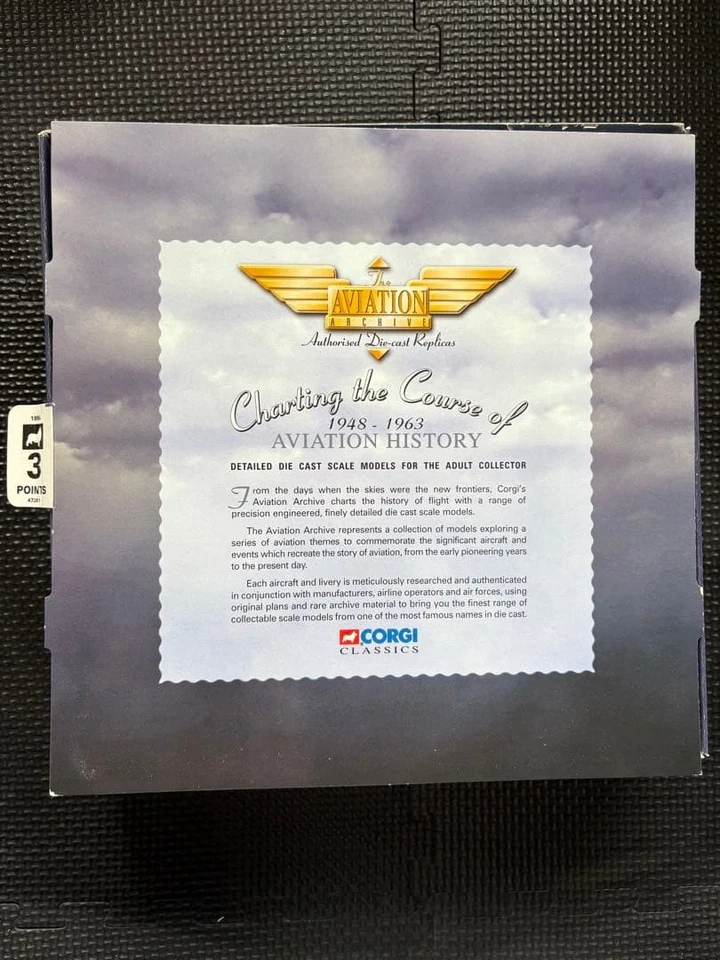 The
AVIATION
ARCHIVE
Authorised Die-cast Replicas
Charting the Course of
1948 - 1963
AVIATION HISTORY
DETAILED DIE CAST SCALE MODELS FOR THE ADULT COLLECTOR
From the days when the skies were the new frontiers, Corgi's
Aviation Archive charts the history of flight with a range of
precision engineered, finely detailed die cast scale models.
The Aviation Archive represents a collection of models exploring a
series of aviation themes to commemorate the significant aircraft and
events which recreate the story of aviation, from the early pioneering years
to the present day.
Each aircraft and livery is meticulously researched and authenticated
in conjunction with manufacturers, airline operators and air forces, using
original plans and rare archive material to bring you the finest range of
collectable scale models from one of the most famous names in die cast.
CORGI
CLASSICS
3
POINTS